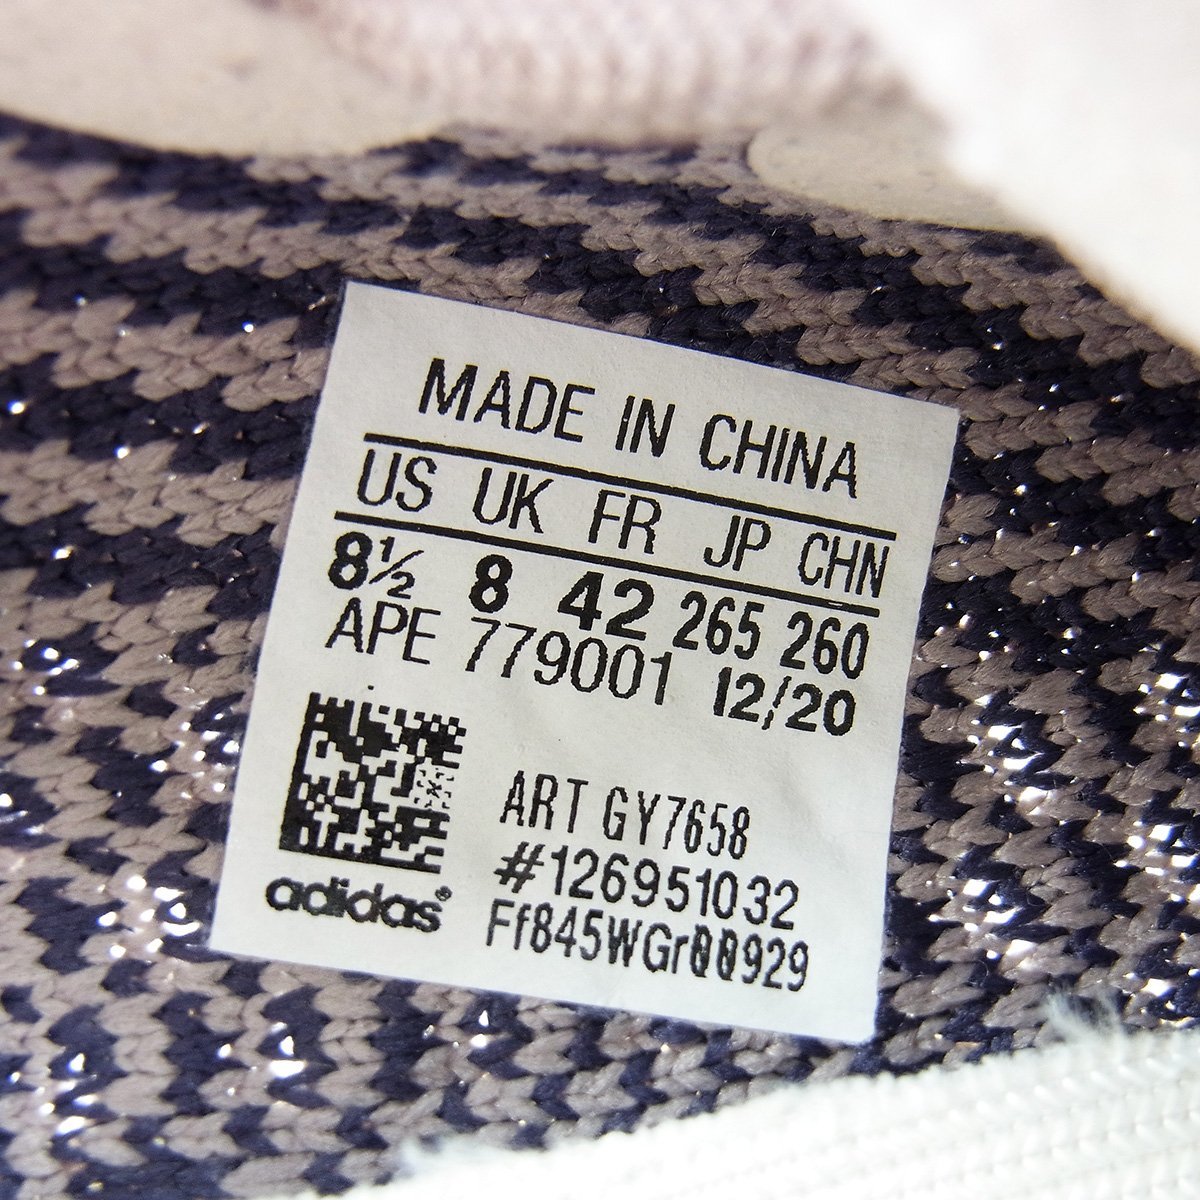 MADE IN CHINA
US UK FR JP CHN
8½ 8 42 265 260
APE 779001 12/20
ART GY7658
#126951032
adidas®